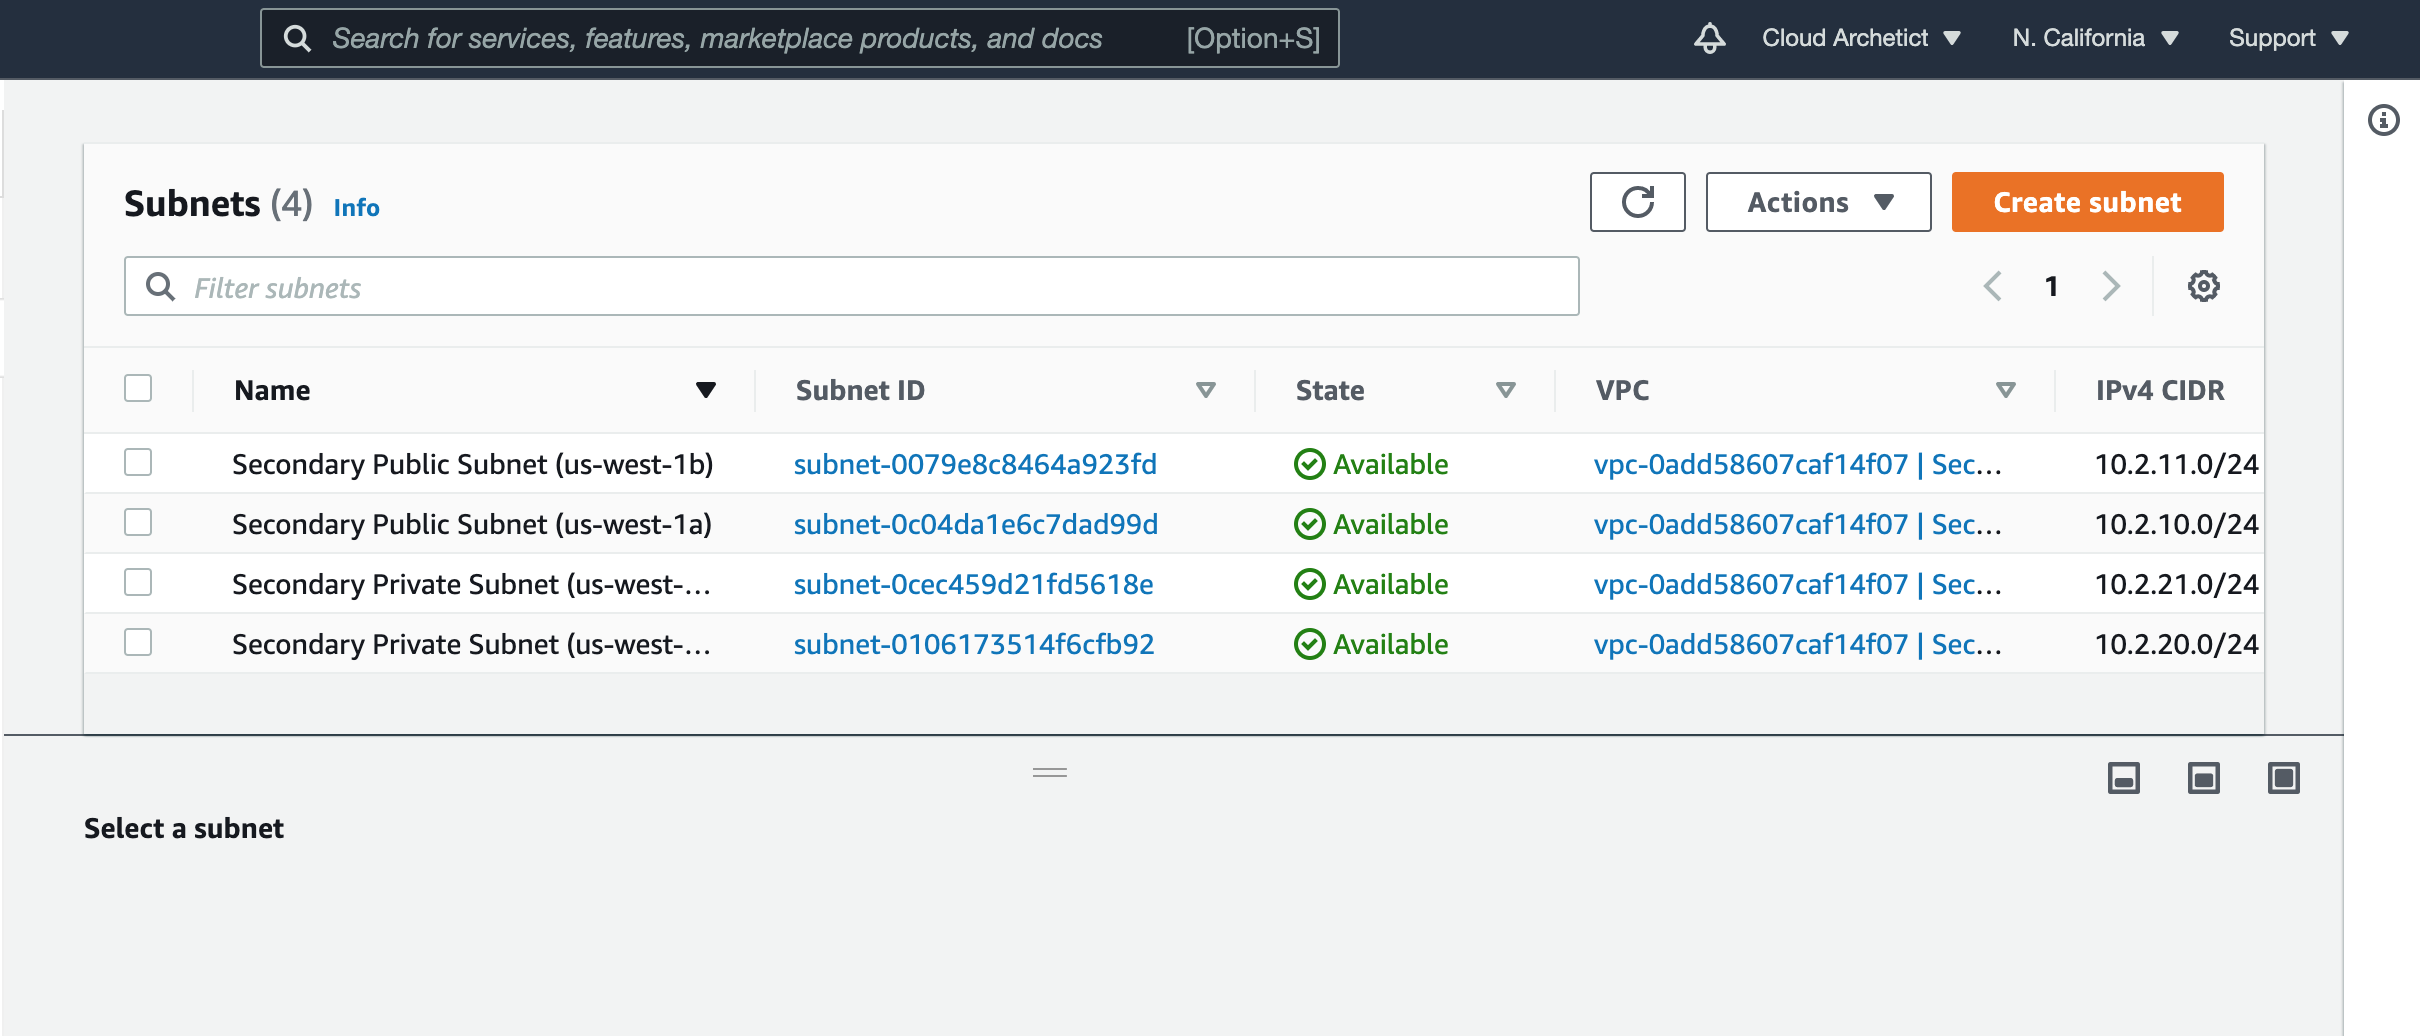 Search for services, features, marketplace products, and docs [Option+S] Cloud Archetict N. California Support
Subnets (4) Info Actions Create subnet
Filter subnets 1
Name Subnet ID State VPC IPv4 CIDR
Secondary Public Subnet (us-west-1b) subnet-0079e8c8464a923fd Available vpc-0add58607caf14f07 | Sec... 10.2.11.0/24
Secondary Public Subnet (us-west-1a) subnet-0c04da1e6c7dad99d Available vpc-0add58607caf14f07 | Sec... 10.2.10.0/24
Secondary Private Subnet (us-west-... subnet-0cec459d21fd5618e Available vpc-0add58607caf14f07 | Sec... 10.2.21.0/24
Secondary Private Subnet (us-west-... subnet-0106173514f6cfb92 Available vpc-0add58607caf14f07 | Sec... 10.2.20.0/24
Select a subnet